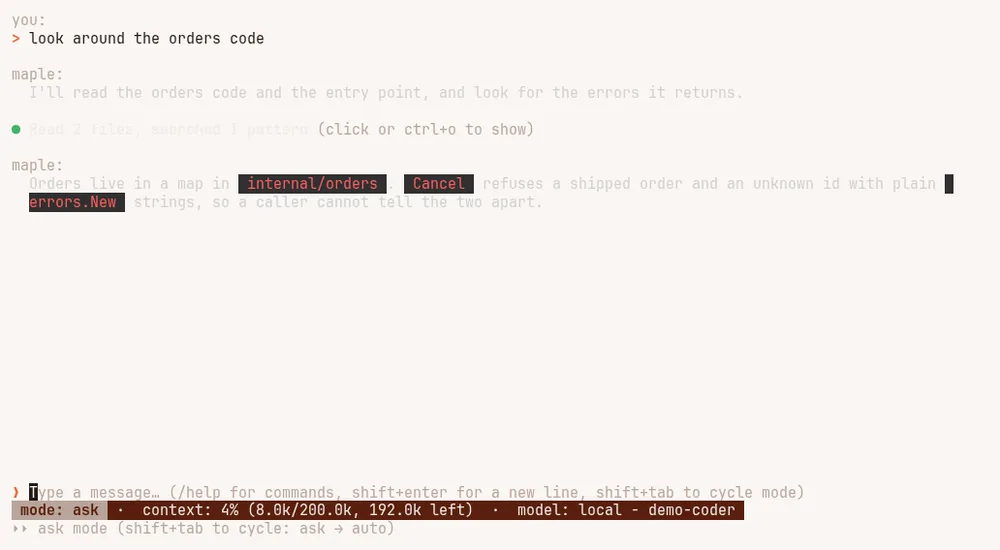 you:
> look around the orders code
maple:
I'll read the orders code and the entry point, and look for the errors it returns.
● Read 2 files, searched 1 pattern (click or ctrl+o to show)
maple:
Orders live in a map in internal/orders . Cancel refuses a shipped order and an unknown id with plain
errors.New strings, so a caller cannot tell the two apart.
❯ Type a message… (/help for commands, shift+enter for a new line, shift+tab to cycle mode)
mode: ask · context: 4% (8.0k/200.0k, 192.0k left) · model: local - demo-coder
▸▸ ask mode (shift+tab to cycle: ask → auto)